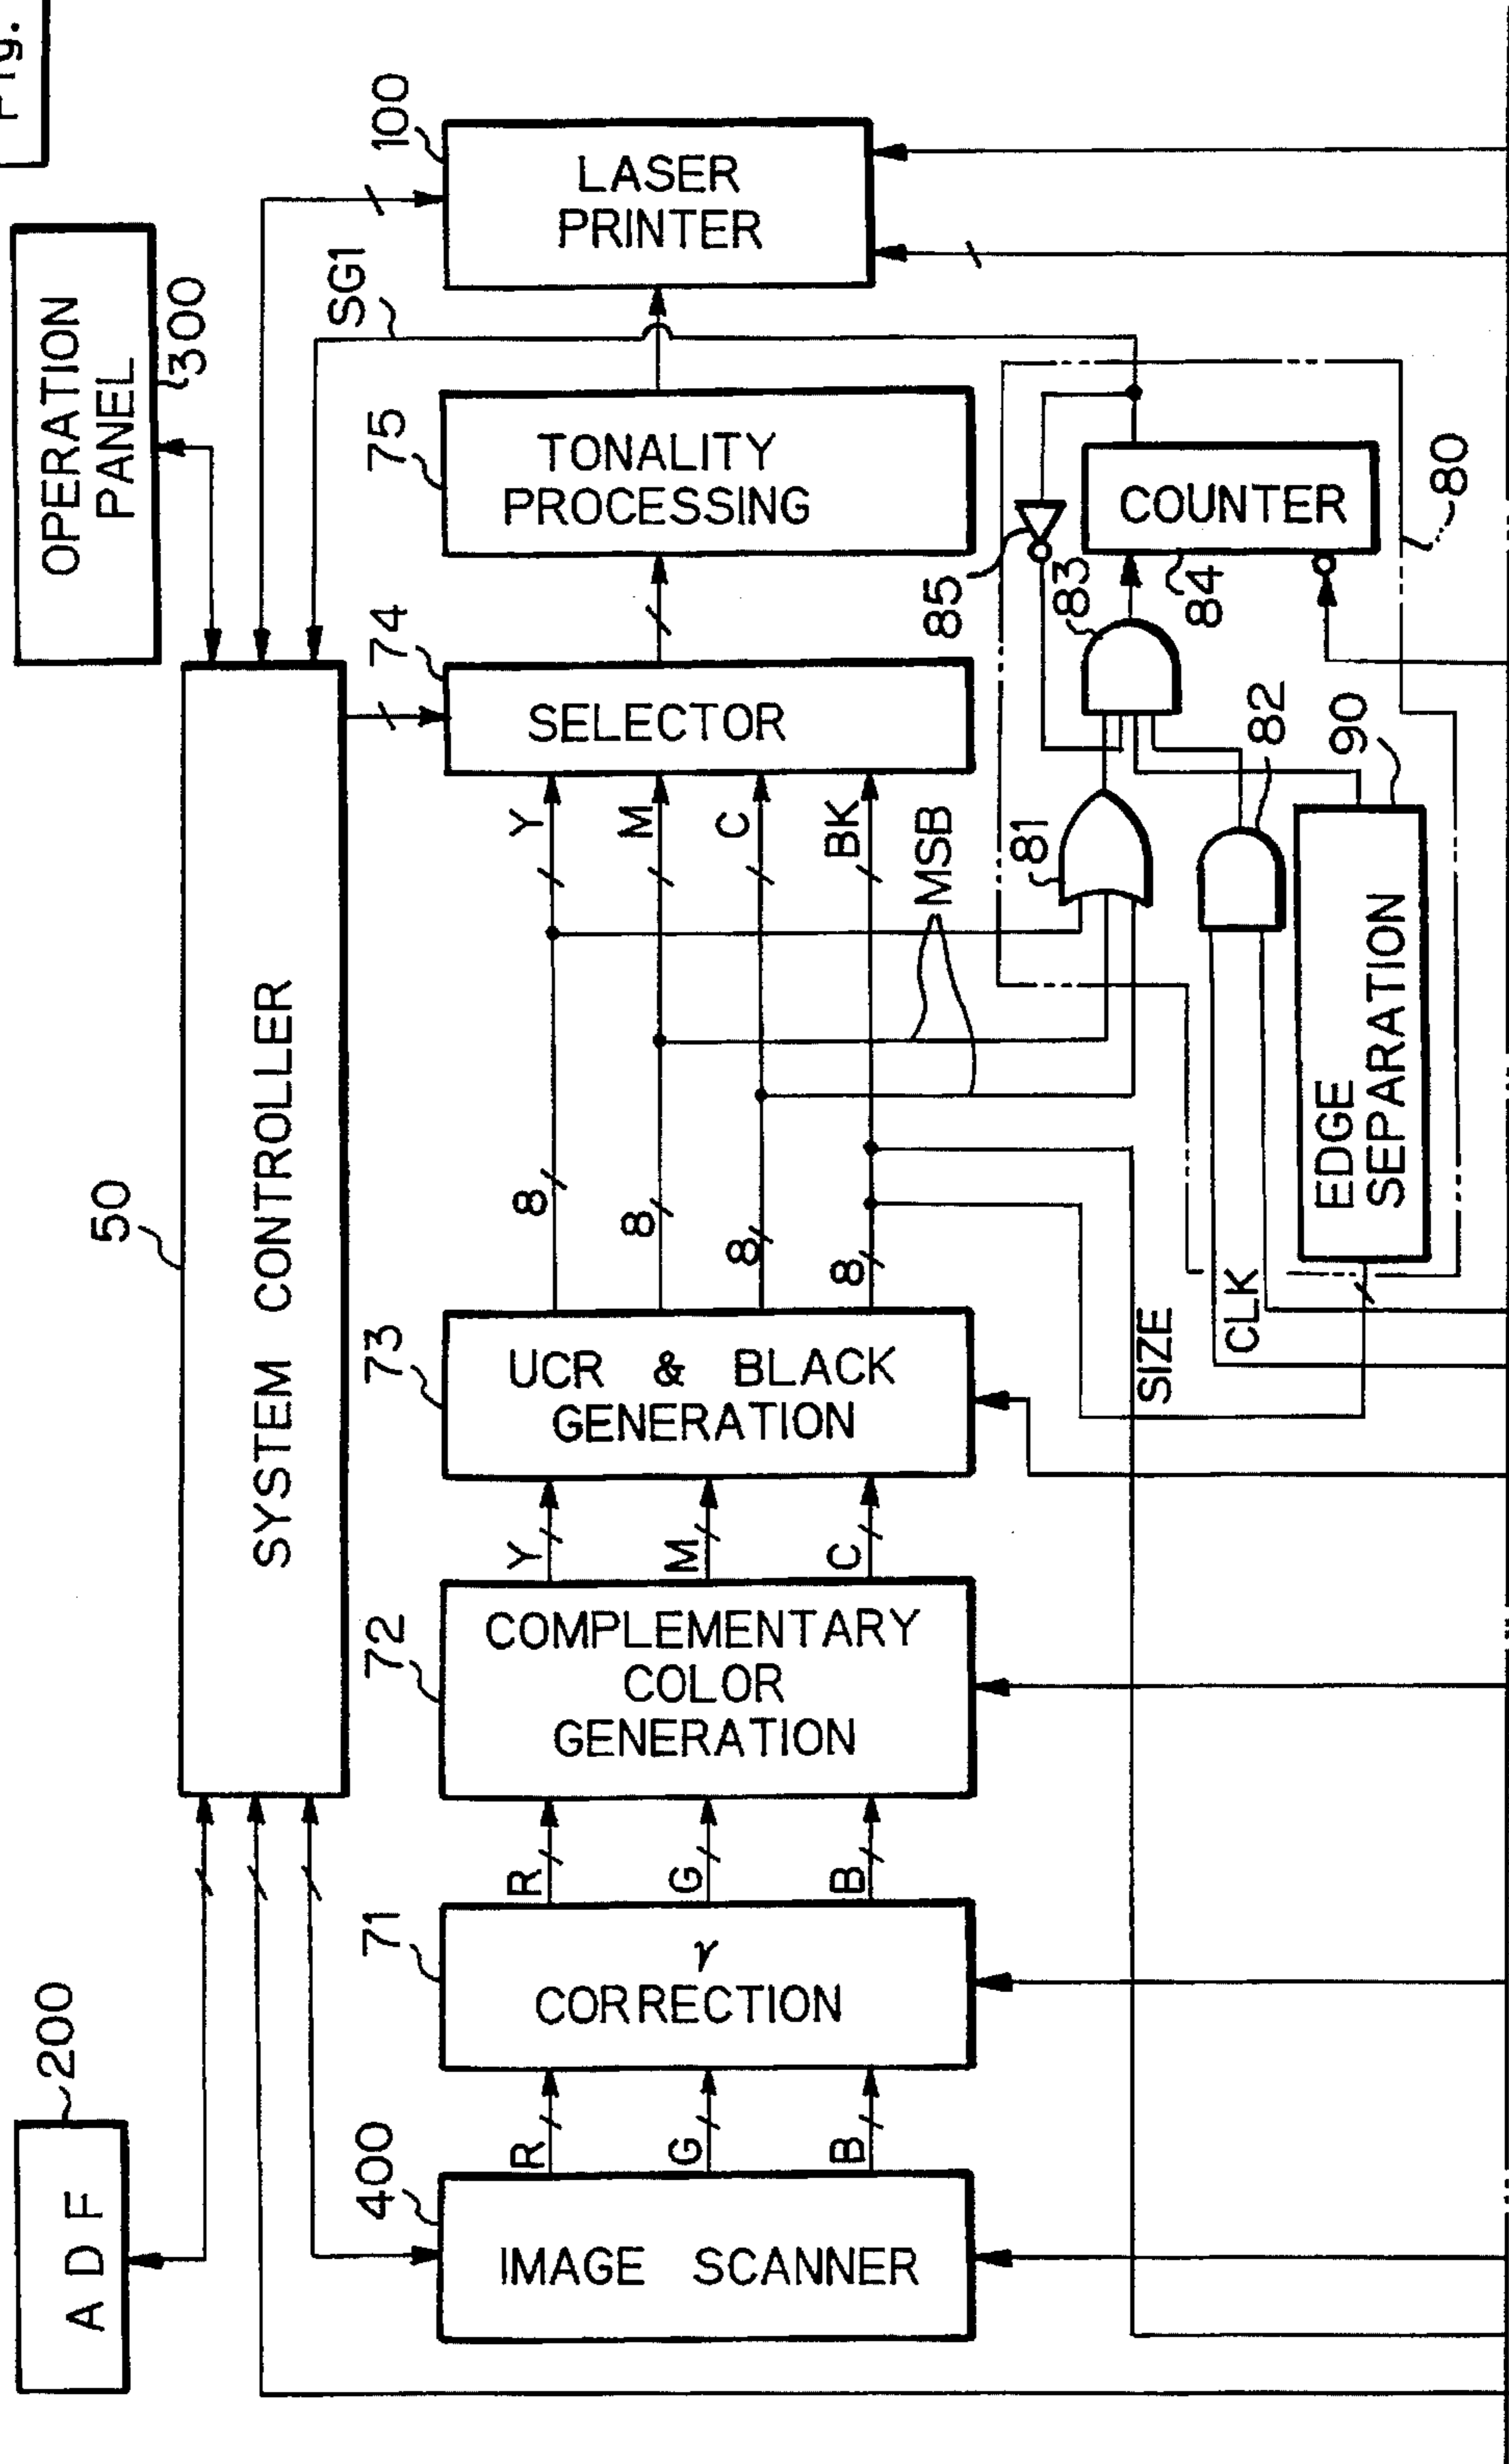 Fig.
ADF
200
50
SYSTEM CONTROLLER
OPERATION
PANEL
300
400
IMAGE SCANNER
R
G
B
71
γ
CORRECTION
R
G
B
72
COMPLEMENTARY
COLOR
GENERATION
Y
M
C
73
UCR & BLACK
GENERATION
8
8
8
8
Y
M
C
BK
MSB
74
SELECTOR
75
TONALITY
PROCESSING
SG1
100
LASER
PRINTER
SIZE
CLK
81
82
83
85
84
COUNTER
90
EDGE
SEPARATION
80